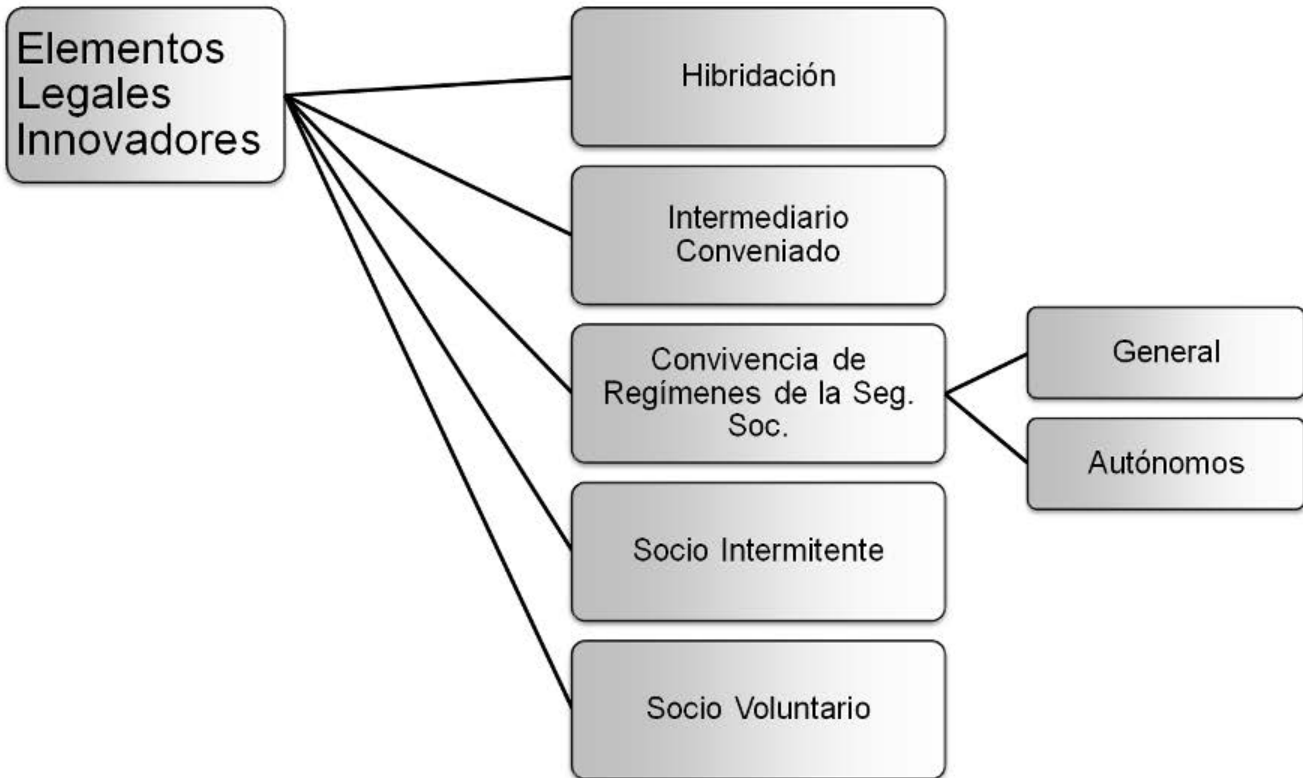 Elementos
Legales
Innovadores
Hibridación
Intermediario
Conveniado
Convivencia de
Regímenes de la Seg.
Soc.
General
Autónomos
Socio Intermitente
Socio Voluntario